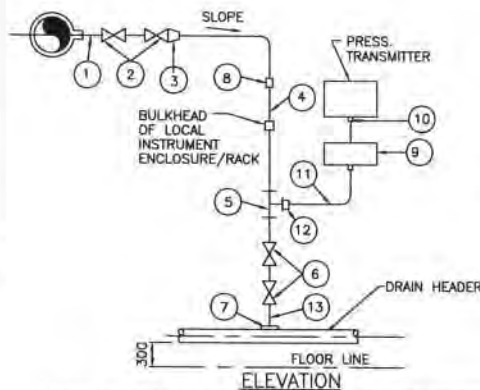 SLOPE
PRESS.
TRANSMITTER
1
2
3
8
4
10
BULKHEAD
OF LOCAL
INSTRUMENT
ENCLOSURE/RACK
9
11
5
12
6
7
13
DRAIN HEADER
300
FLOOR LINE
ELEVATION